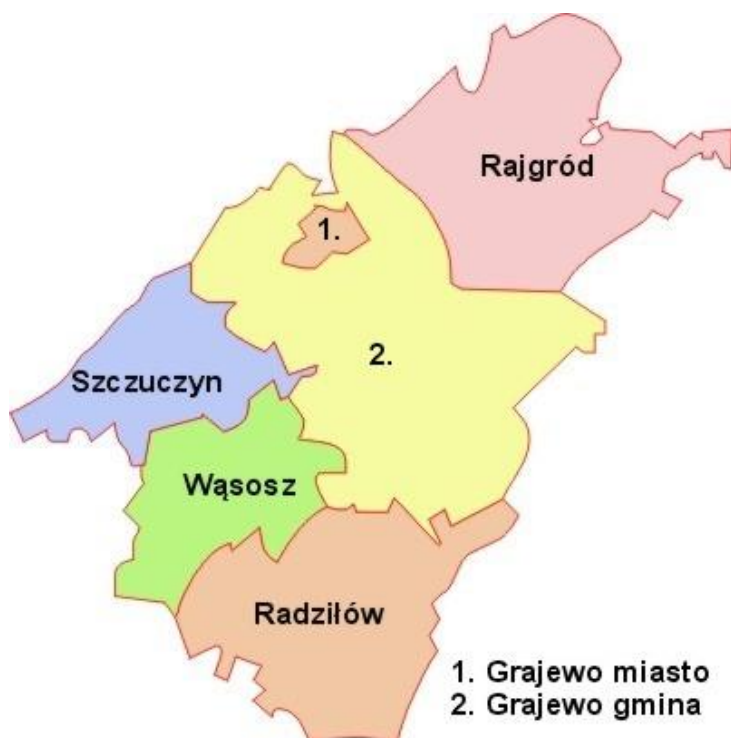 Rajgród
1.
2.
Szczuczyn
Wąsosz
Radziłów
1. Grajewo miasto
2. Grajewo gmina